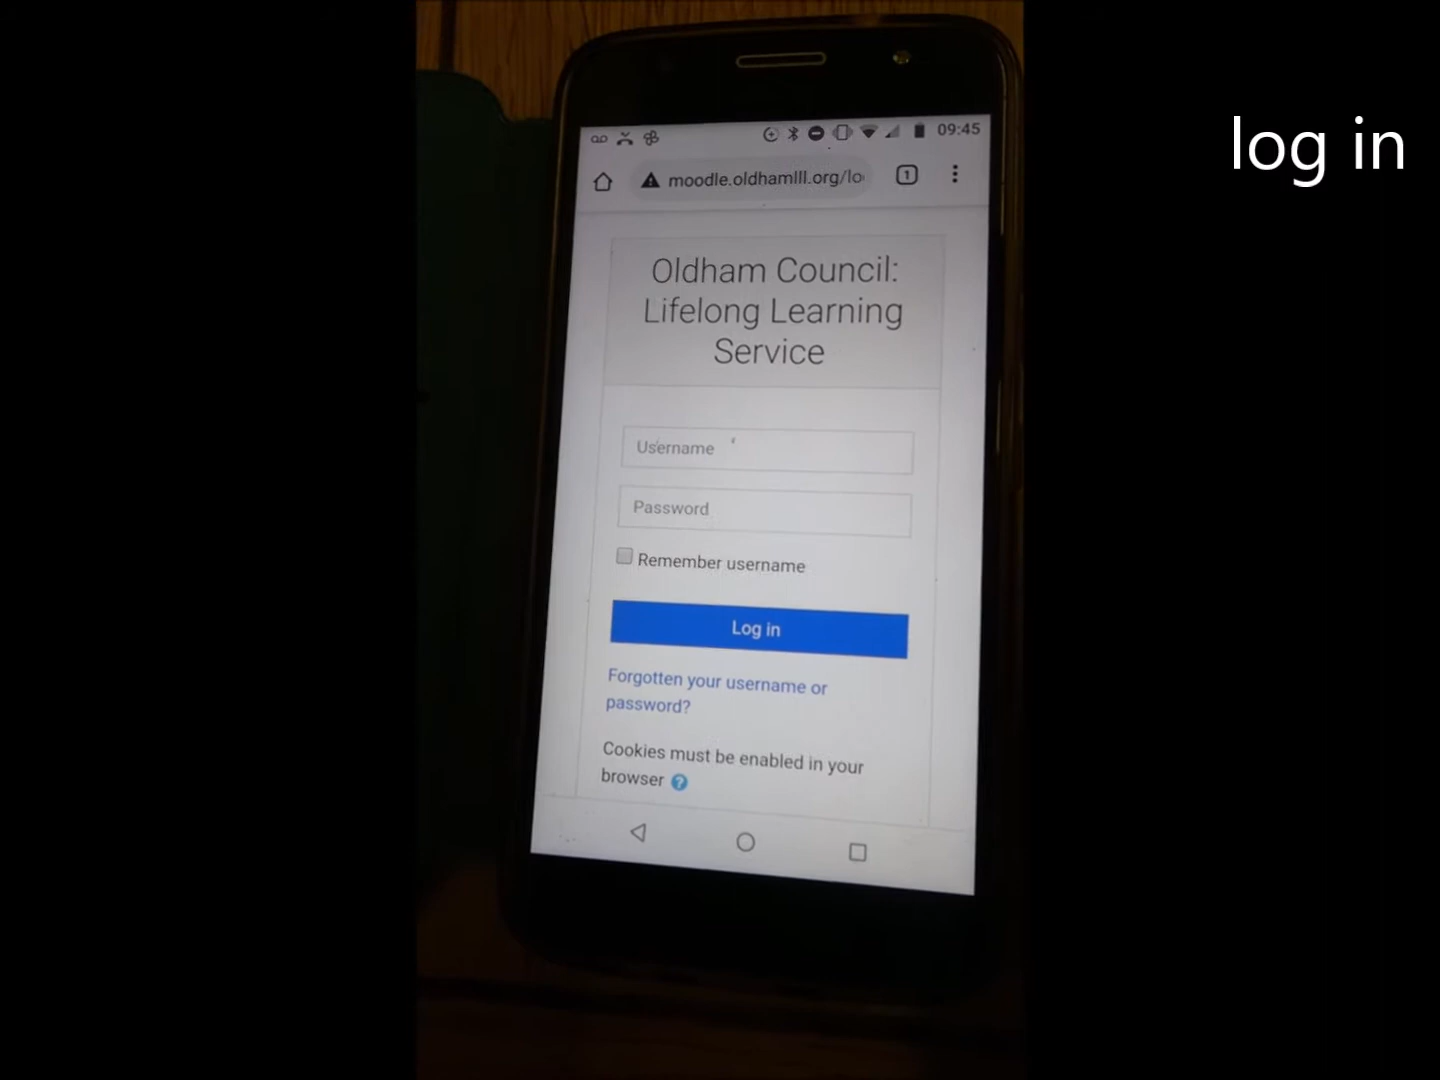 log in
09:45
1
moodle.oldhamlll.org/lo
Oldham Council:
Lifelong Learning
Service
Username
Password
Remember username
Log in
Forgotten your username or
password?
Cookies must be enabled in your
browser ?